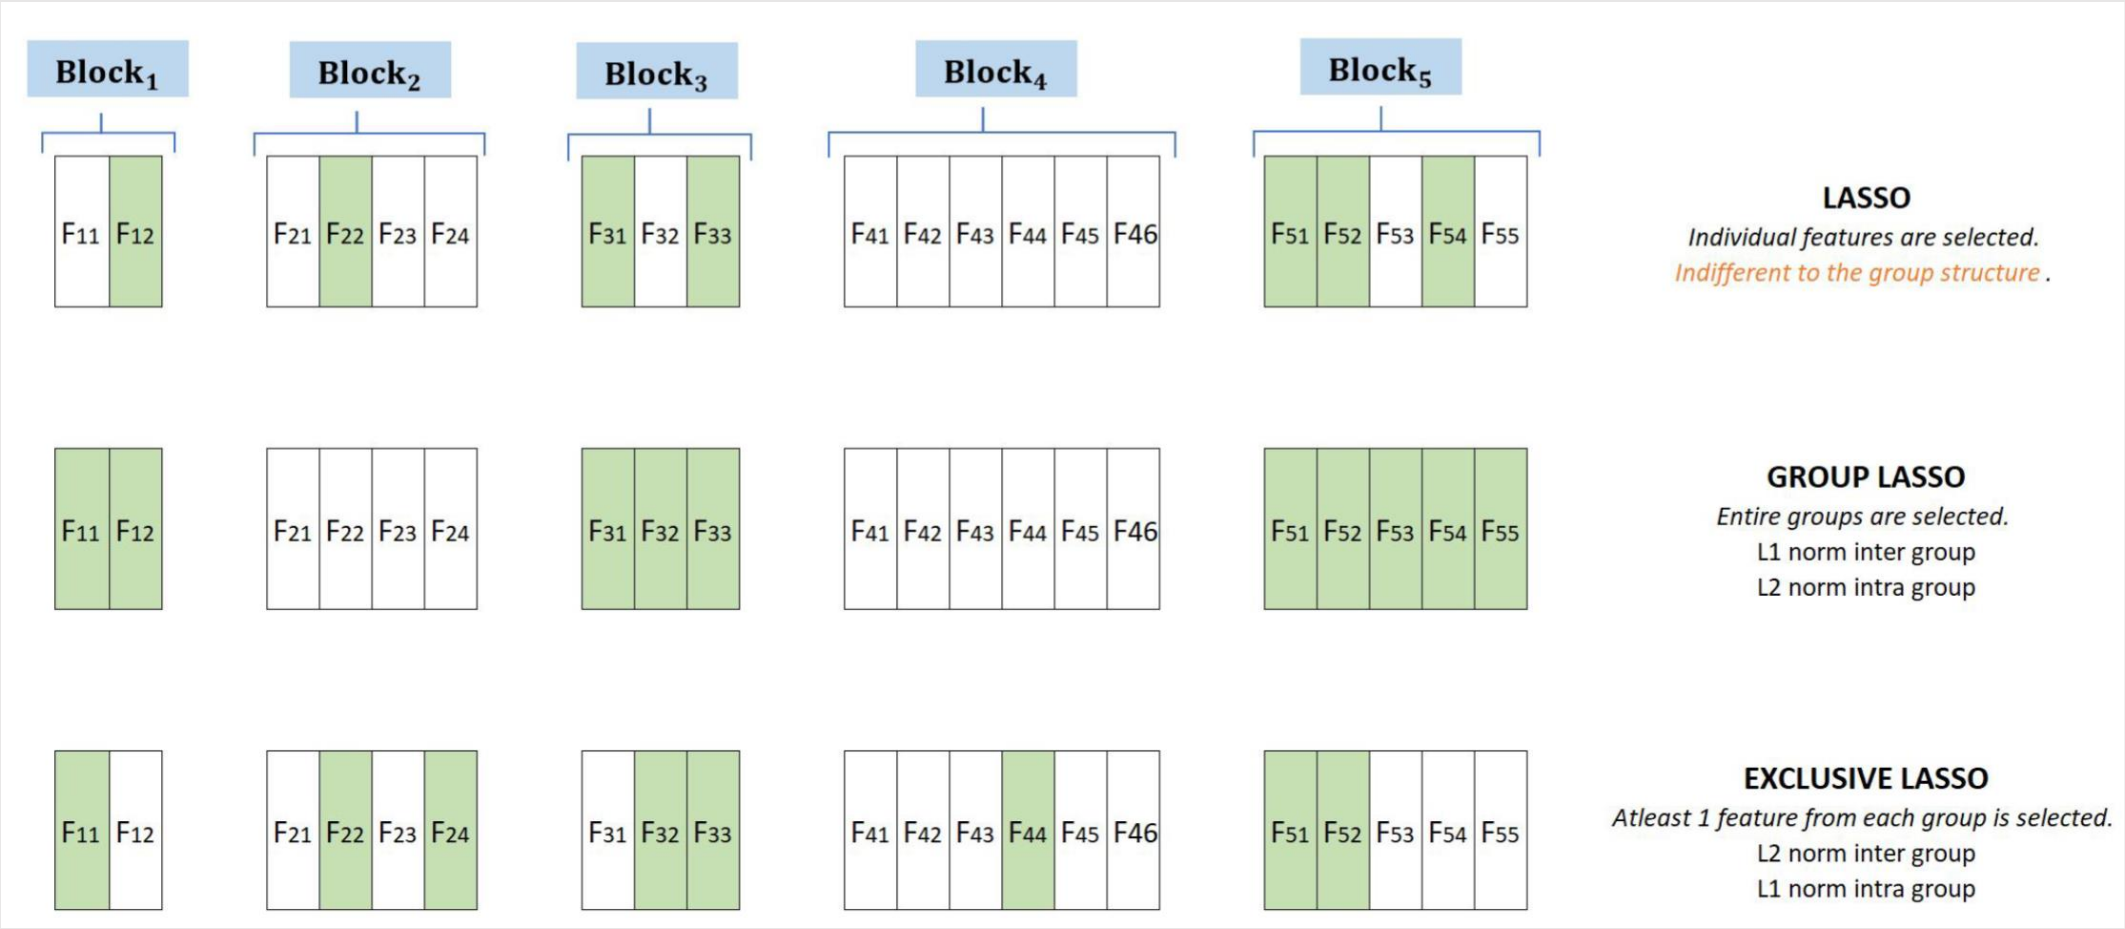 Block₁ Block₂ Block₃ Block₄ Block₅
F11 F12 F21 F22 F23 F24 F31 F32 F33 F41 F42 F43 F44 F45 F46 F51 F52 F53 F54 F55
LASSO
Individual features are selected.
Indifferent to the group structure .
F11 F12 F21 F22 F23 F24 F31 F32 F33 F41 F42 F43 F44 F45 F46 F51 F52 F53 F54 F55
GROUP LASSO
Entire groups are selected.
L1 norm inter group
L2 norm intra group
F11 F12 F21 F22 F23 F24 F31 F32 F33 F41 F42 F43 F44 F45 F46 F51 F52 F53 F54 F55
EXCLUSIVE LASSO
Atleast 1 feature from each group is selected.
L2 norm inter group
L1 norm intra group